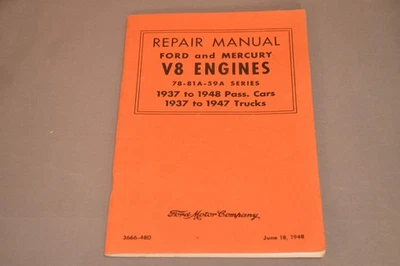 REPAIR MANUAL
FORD and MERCURY
V8 ENGINES
78-81A-59A SERIES
1937 to 1948 Pass. Cars
1937 to 1947 Trucks
Ford Motor Company
3666-48D June 18, 1948